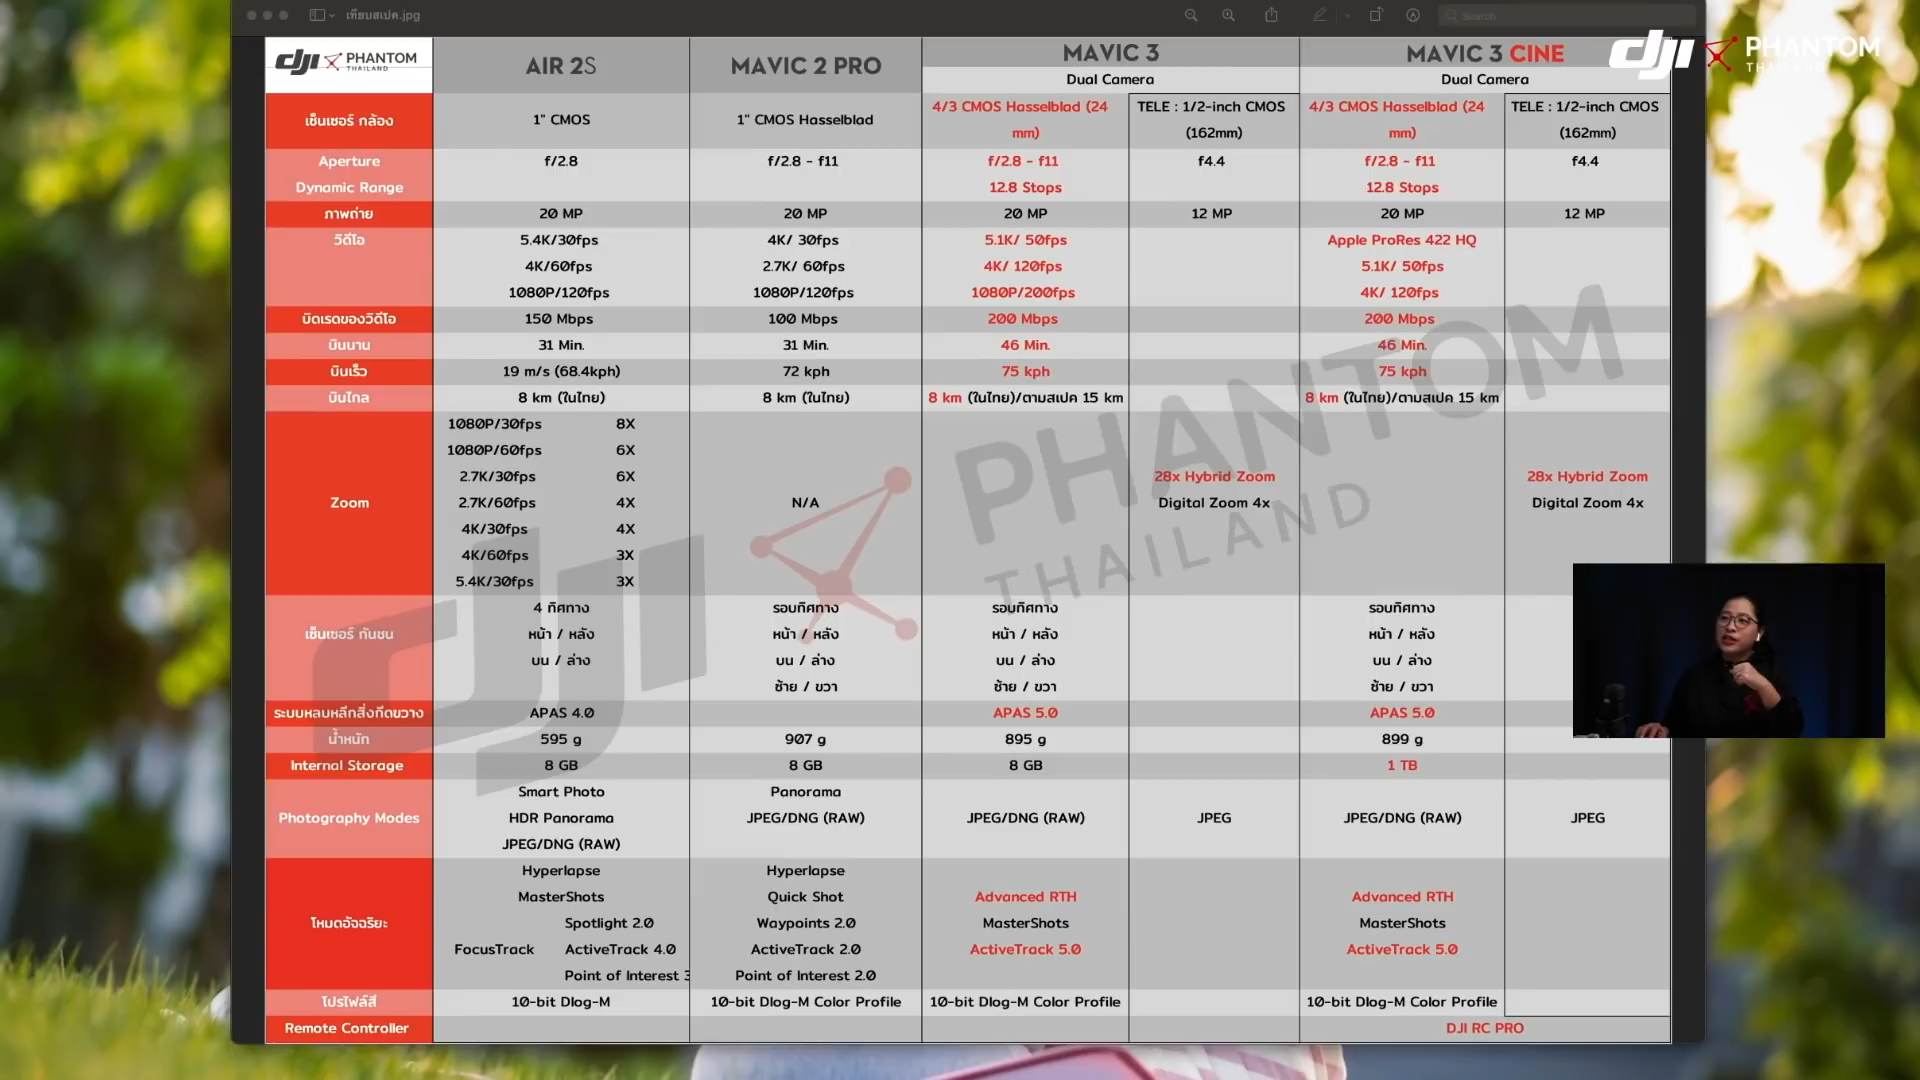 เทียบสเปค.jpg
Search
dji PHANTOM THAILAND
AIR 2S
MAVIC 2 PRO
MAVIC 3
Dual Camera
MAVIC 3 CINE
Dual Camera
dji PHANTOM THAILAND
เซ็นเซอร์ กล้อง
1" CMOS
1" CMOS Hasselblad
4/3 CMOS Hasselblad (24 mm)
TELE : 1/2-inch CMOS (162mm)
4/3 CMOS Hasselblad (24 mm)
TELE : 1/2-inch CMOS (162mm)
Aperture
f/2.8
f/2.8 - f11
f/2.8 - f11
f4.4
f/2.8 - f11
f4.4
Dynamic Range
12.8 Stops
12.8 Stops
ภาพถ่าย
20 MP
20 MP
20 MP
12 MP
20 MP
12 MP
วิดีโอ
5.4K/30fps
4K/ 30fps
5.1K/ 50fps
Apple ProRes 422 HQ
4K/60fps
2.7K/ 60fps
4K/ 120fps
5.1K/ 50fps
1080P/120fps
1080P/120fps
1080P/200fps
4K/ 120fps
บิดเรดของวิดีโอ
150 Mbps
100 Mbps
200 Mbps
200 Mbps
บินนาน
31 Min.
31 Min.
46 Min.
46 Min.
บินเร็ว
19 m/s (68.4kph)
72 kph
75 kph
75 kph
บินไกล
8 km (ในไทย)
8 km (ในไทย)
8 km (ในไทย)/ตามสเปค 15 km
8 km (ในไทย)/ตามสเปค 15 km
Zoom
1080P/30fps 8X
1080P/60fps 6X
2.7K/30fps 6X
2.7K/60fps 4X
4K/30fps 4X
4K/60fps 3X
5.4K/30fps 3X
N/A
28x Hybrid Zoom
Digital Zoom 4x
28x Hybrid Zoom
Digital Zoom 4x
dji PHANTOM THAILAND
เซ็นเซอร์ กันชน
4 ทิศทาง
หน้า / หลัง
บน / ล่าง
รอบทิศทาง
หน้า / หลัง
บน / ล่าง
ซ้าย / ขวา
รอบทิศทาง
หน้า / หลัง
บน / ล่าง
ซ้าย / ขวา
รอบทิศทาง
หน้า / หลัง
บน / ล่าง
ซ้าย / ขวา
ระบบหลบหลีกสิ่งกีดขวาง
APAS 4.0
APAS 5.0
APAS 5.0
น้ำหนัก
595 g
907 g
895 g
899 g
Internal Storage
8 GB
8 GB
8 GB
1 TB
Photography Modes
Smart Photo
HDR Panorama
JPEG/DNG (RAW)
Panorama
JPEG/DNG (RAW)
JPEG/DNG (RAW)
JPEG
JPEG/DNG (RAW)
JPEG
โหมดอัจฉริยะ
Hyperlapse
MasterShots
Spotlight 2.0
FocusTrack ActiveTrack 4.0
Point of Interest 3
Hyperlapse
Quick Shot
Waypoints 2.0
ActiveTrack 2.0
Point of Interest 2.0
Advanced RTH
MasterShots
ActiveTrack 5.0
Advanced RTH
MasterShots
ActiveTrack 5.0
โปรไฟล์สี
10-bit Dlog-M
10-bit Dlog-M Color Profile
10-bit Dlog-M Color Profile
10-bit Dlog-M Color Profile
Remote Controller
DJI RC PRO